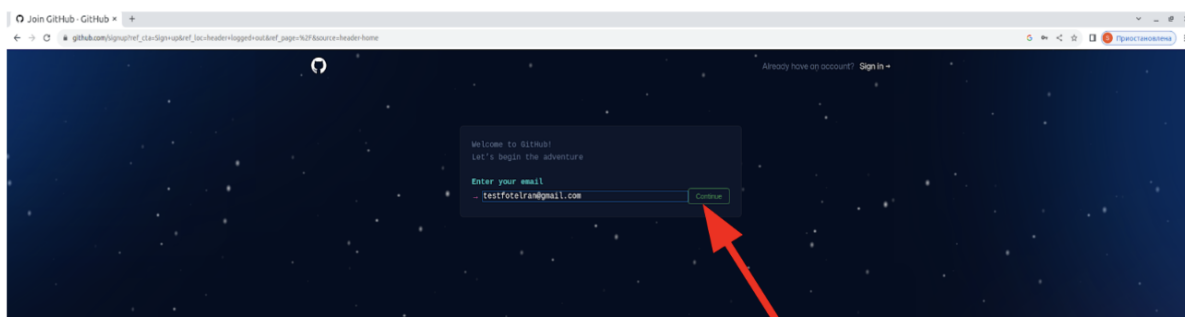 Join GitHub · GitHub
github.com/signup?ref_cta=Sign+up&ref_loc=header+logged+out&ref_page=%2F&source=header-home
Приостановлена
Already have an account? Sign in →
Welcome to GitHub!
Let's begin the adventure
Enter your email
→ testfotelran@gmail.com Continue